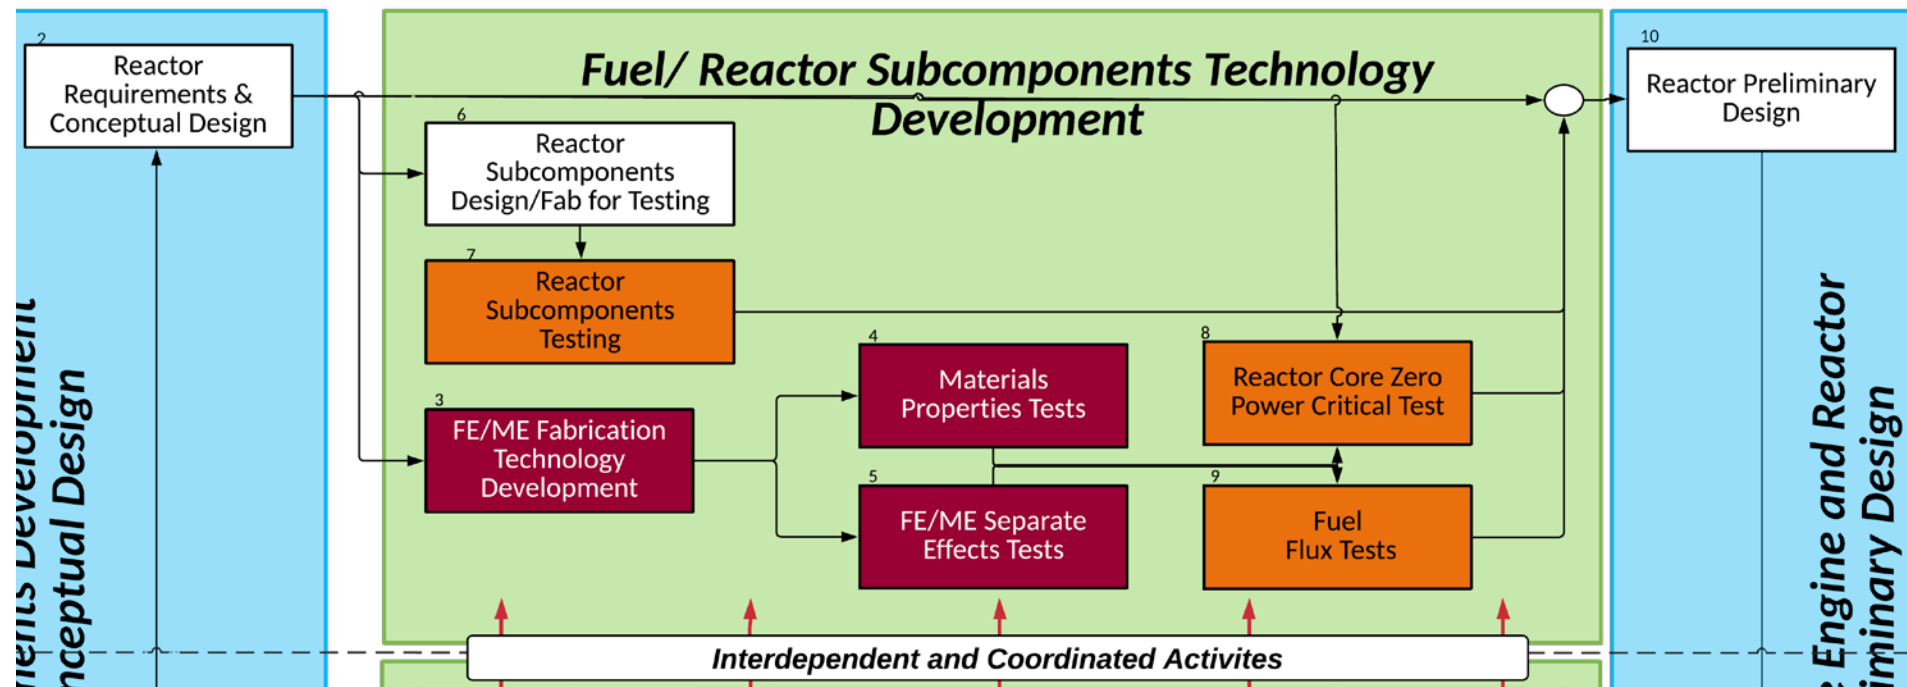 2
Reactor
Requirements &
Conceptual Design
Fuel/ Reactor Subcomponents Technology
Development
10
Reactor Preliminary
Design
6
Reactor
Subcomponents
Design/Fab for Testing
7
Reactor
Subcomponents
Testing
3
FE/ME Fabrication
Technology
Development
4
Materials
Properties Tests
5
FE/ME Separate
Effects Tests
8
Reactor Core Zero
Power Critical Test
9
Fuel
Flux Tests
Development
Design
Engine and Reactor
Design
Interdependent and Coordinated Activites